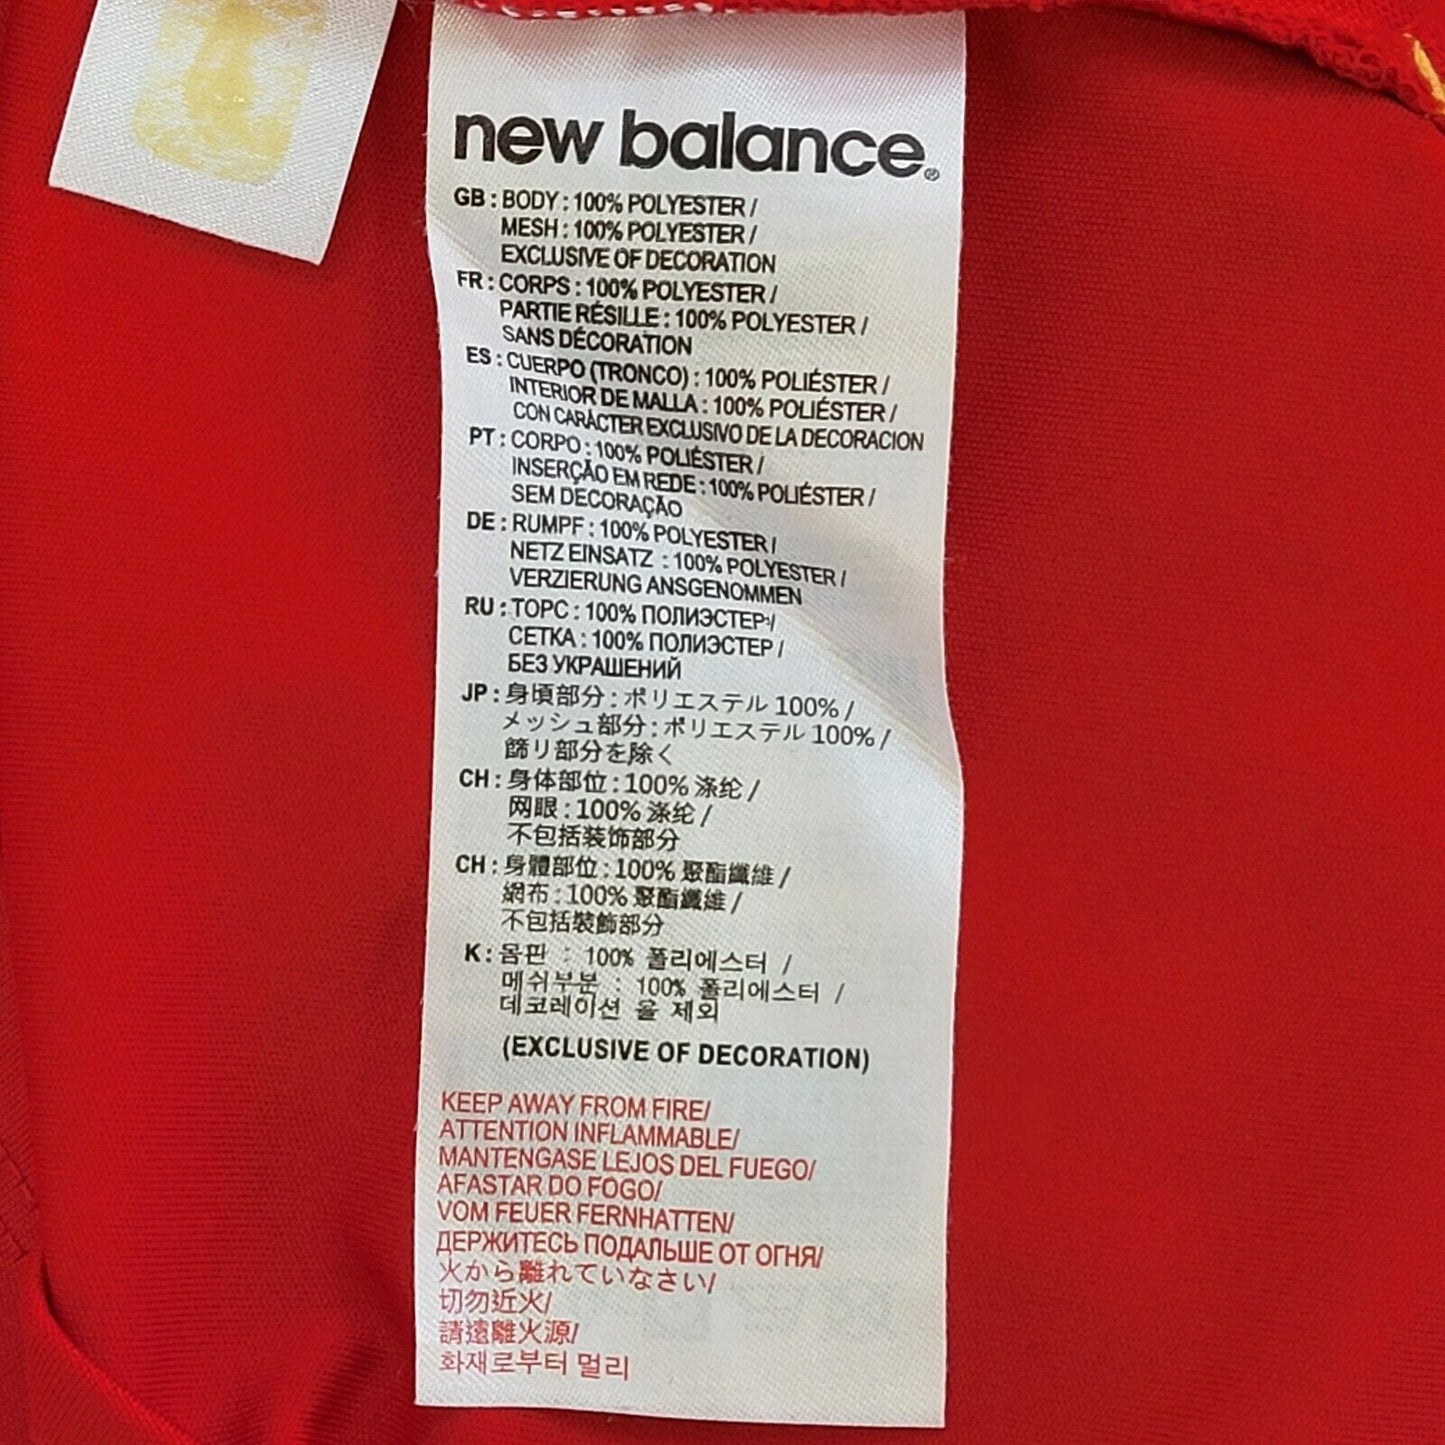 new balance®
GB : BODY : 100% POLYESTER /
MESH : 100% POLYESTER /
EXCLUSIVE OF DECORATION
FR : CORPS : 100% POLYESTER /
PARTIE RÉSILLE : 100% POLYESTER /
SANS DÉCORATION
ES : CUERPO (TRONCO) : 100% POLIÉSTER /
INTERIOR DE MALLA : 100% POLIÉSTER /
CON CARÁCTER EXCLUSIVO DE LA DECORACION
PT : CORPO : 100% POLIÉSTER /
INSERÇÃO EM REDE : 100% POLIÉSTER /
SEM DECORAÇÃO
DE : RUMPF : 100% POLYESTER /
NETZ EINSATZ : 100% POLYESTER /
VERZIERUNG ANSGENOMMEN
RU : ТОРС : 100% ПОЛИЭСТЕР /
СЕТКА : 100% ПОЛИЭСТЕР /
БЕЗ УКРАШЕНИЙ
JP : 身頃部分 : ポリエステル 100% /
メッシュ部分 : ポリエステル 100% /
篩リ部分を除く
CH : 身体部位 : 100% 涤纶 /
网眼 : 100% 涤纶 /
不包括装饰部分
CH : 身體部位 : 100% 聚酯纖維 /
網布 : 100% 聚酯纖維 /
不包括裝飾部分
K : 몸판 : 100% 폴리에스터 /
메쉬부분 : 100% 폴리에스터 /
데코레이션 을 제외
(EXCLUSIVE OF DECORATION)
KEEP AWAY FROM FIRE/
ATTENTION INFLAMMABLE/
MANTENGASE LEJOS DEL FUEGO/
AFASTAR DO FOGO/
VOM FEUER FERNHATTEN/
ДЕРЖИТЕСЬ ПОДАЛЬШЕ ОТ ОГНЯ/
火から離れていなさい/
切勿近火/
請遠離火源/
화재로부터 멀리